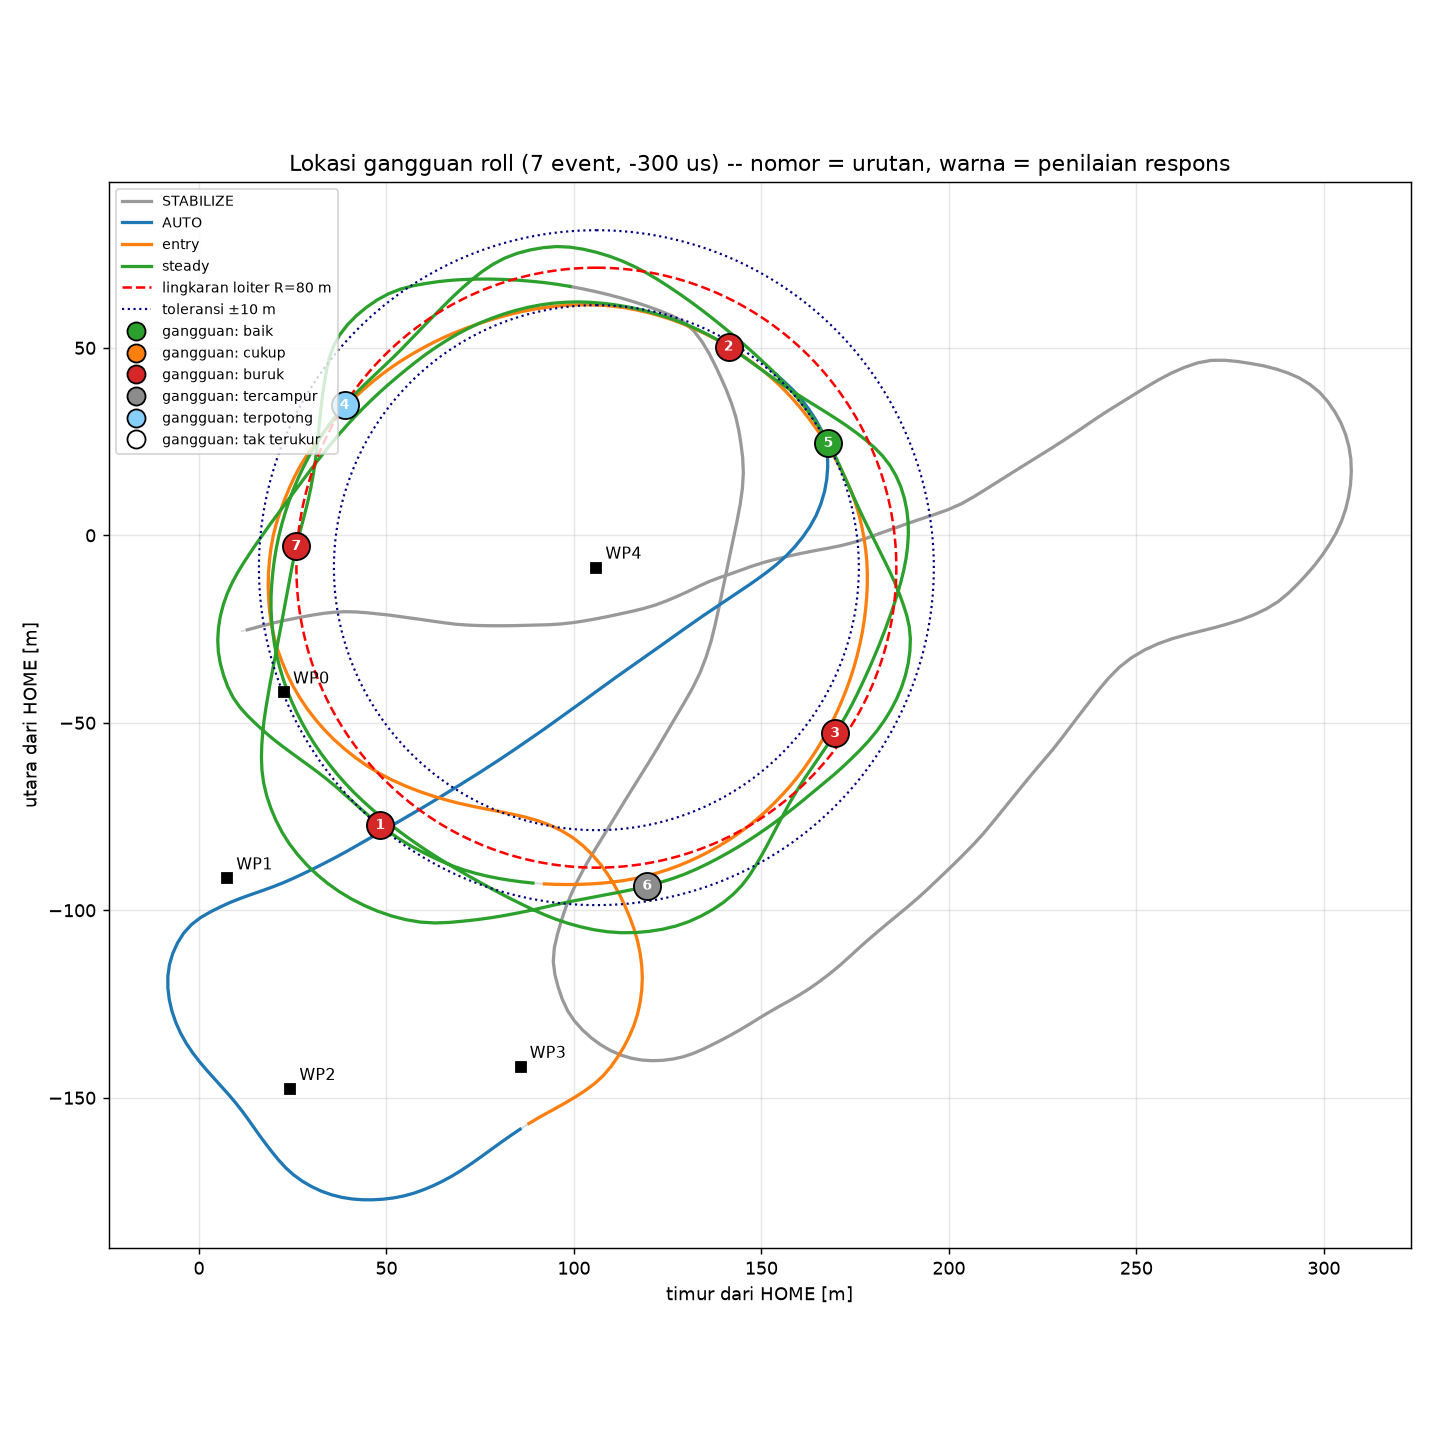 Lokasi gangguan roll (7 event, -300 us) -- nomor = urutan, warna = penilaian respons
STABILIZE
AUTO
entry
steady
lingkaran loiter R=80 m
toleransi ±10 m
gangguan: baik
gangguan: cukup
gangguan: buruk
gangguan: tercampur
gangguan: terpotong
gangguan: tak terukur
2
4
5
7
WP4
WP0
3
1
WP1
6
WP3
WP2
50
0
−50
−100
−150
utara dari HOME [m]
0
50
100
150
200
250
300
timur dari HOME [m]